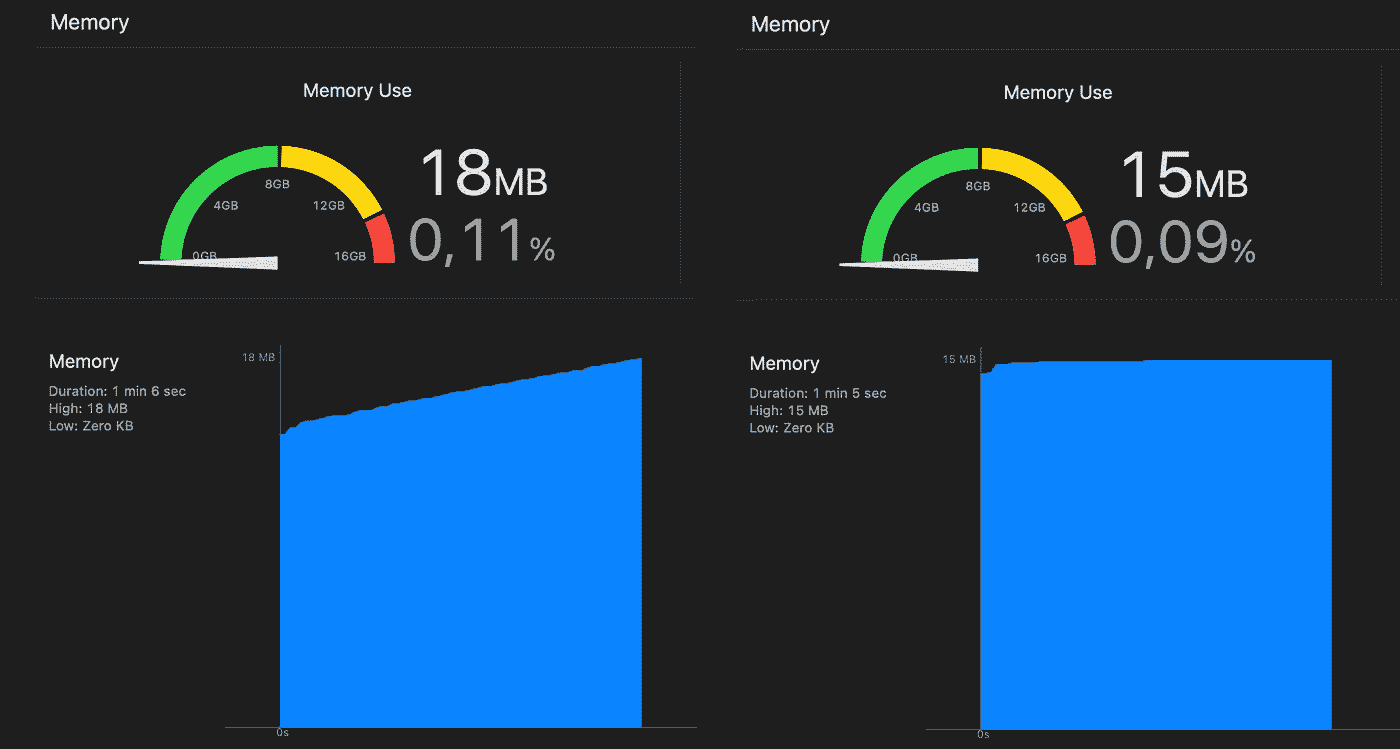 Memory
Memory Use
18MB
0,11%
8GB
4GB
12GB
0GB
16GB
Memory
Duration: 1 min 6 sec
High: 18 MB
Low: Zero KB
18 MB
0s
Memory
Memory Use
15MB
0,09%
8GB
4GB
12GB
0GB
16GB
Memory
Duration: 1 min 5 sec
High: 15 MB
Low: Zero KB
15 MB
0s